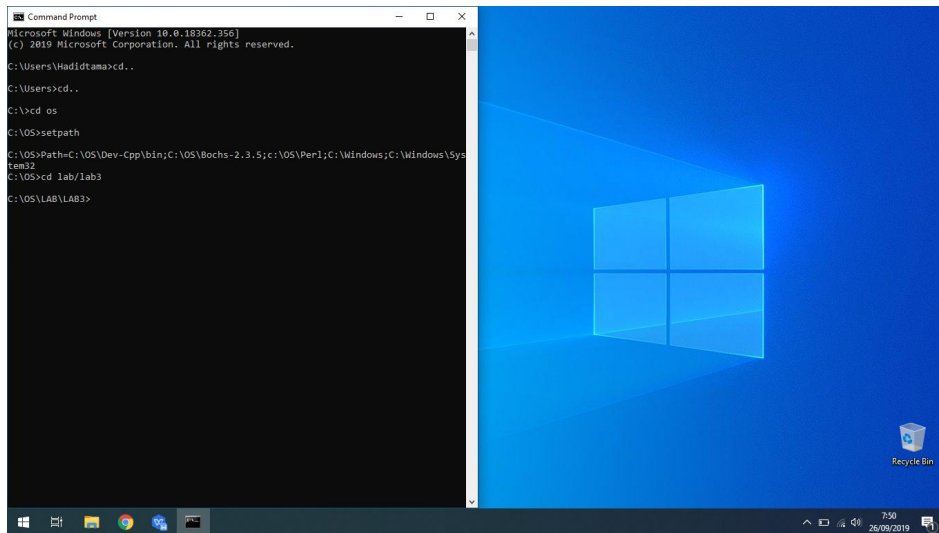 Command Prompt
Microsoft Windows [Version 10.0.18362.356]
(c) 2019 Microsoft Corporation. All rights reserved.
C:\Users\Hadidtama>cd..
C:\Users>cd..
C:\>cd os
C:\OS>setpath
C:\OS>Path=C:\OS\Dev-Cpp\bin;C:\OS\Bochs-2.3.5;c:\OS\Perl;C:\Windows;C:\Windows\Sys
tem32
C:\OS>cd lab/lab3
C:\OS\LAB\LAB3>
Recycle Bin
7:50
26/09/2019
1